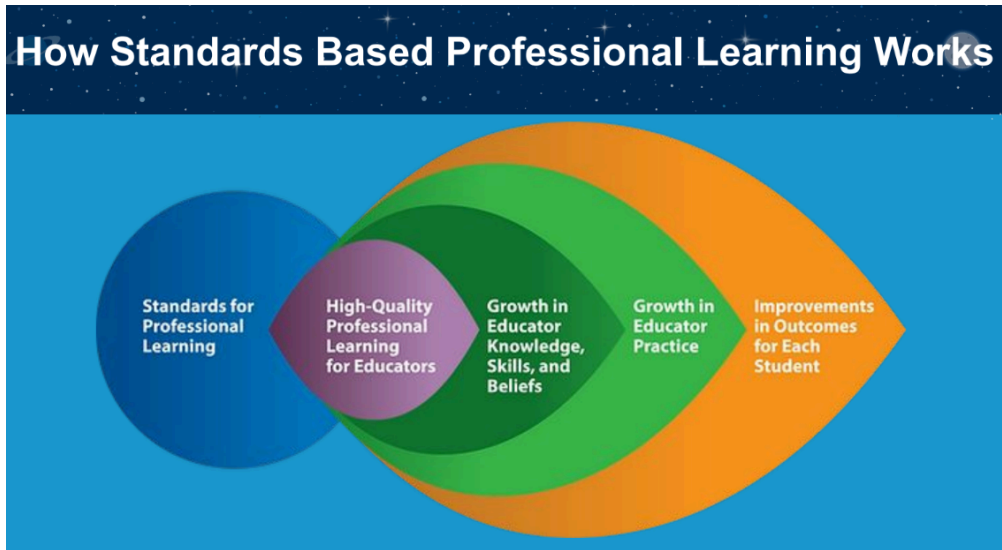 How Standards Based Professional Learning Works
Standards for
Professional
Learning
High-Quality
Professional
Learning
for Educators
Growth in
Educator
Knowledge,
Skills, and
Beliefs
Growth in
Educator
Practice
Improvements
in Outcomes
for Each
Student